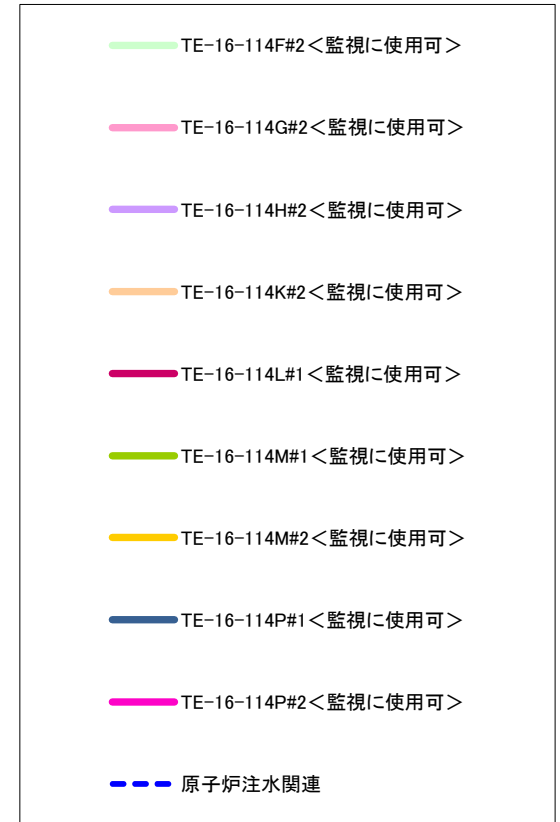 TE-16-114F#2＜監視に使用可＞
TE-16-114G#2＜監視に使用可＞
TE-16-114H#2＜監視に使用可＞
TE-16-114K#2＜監視に使用可＞
TE-16-114L#1＜監視に使用可＞
TE-16-114M#1＜監視に使用可＞
TE-16-114M#2＜監視に使用可＞
TE-16-114P#1＜監視に使用可＞
TE-16-114P#2＜監視に使用可＞
原子炉注水関連